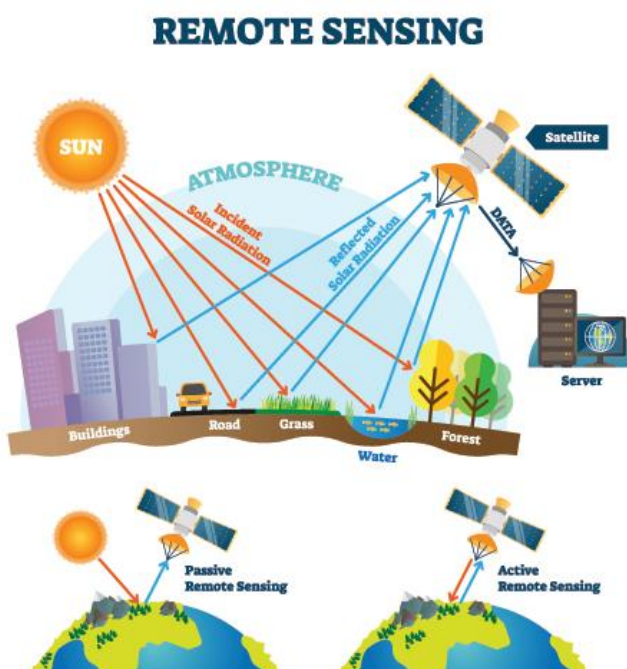 REMOTE SENSING
SUN
Satellite
ATMOSPHERE
Incident
Solar Radiation
Reflected
Solar Radiation
DATA
Server
Buildings
Road
Grass
Water
Forest
Passive
Remote Sensing
Active
Remote Sensing